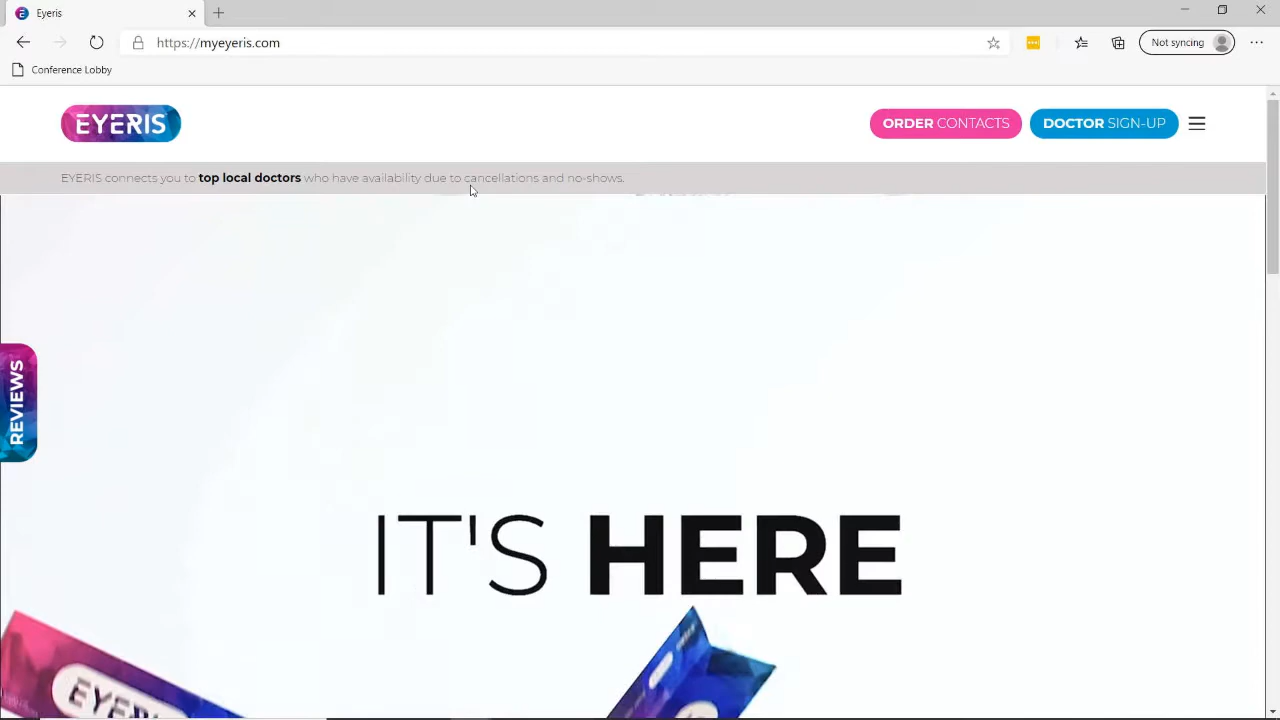 Eyeris
https://myeyeris.com
Not syncing
Conference Lobby
EYERIS
ORDER CONTACTS
DOCTOR SIGN-UP
EYERIS connects you to top local doctors who have availability due to cancellations and no-shows.
REVIEWS
IT'S HERE